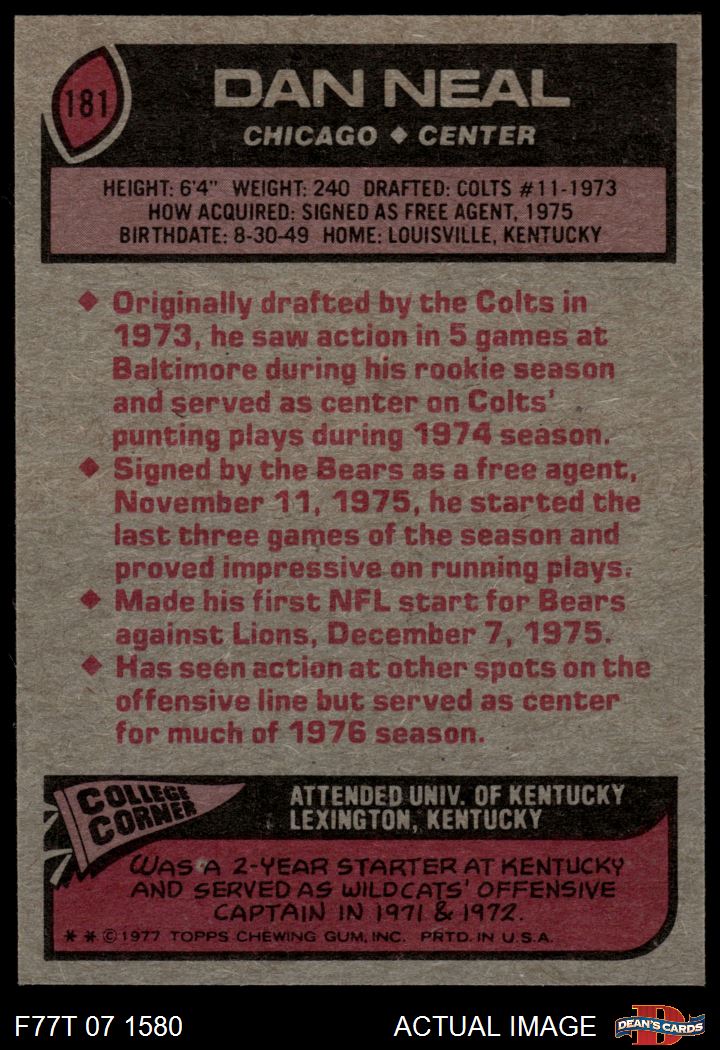 181
DAN NEAL
CHICAGO ♦ CENTER
HEIGHT: 6'4" WEIGHT: 240 DRAFTED: COLTS #11-1973
HOW ACQUIRED: SIGNED AS FREE AGENT, 1975
BIRTHDATE: 8-30-49 HOME: LOUISVILLE, KENTUCKY
♦ Originally drafted by the Colts in
1973, he saw action in 5 games at
Baltimore during his rookie season
and served as center on Colts'
punting plays during 1974 season.
♦ Signed by the Bears as a free agent,
November 11, 1975, he started the
last three games of the season and
proved impressive on running plays.
♦ Made his first NFL start for Bears
against Lions, December 7, 1975.
♦ Has seen action at other spots on the
offensive line but served as center
for much of 1976 season.
COLLEGE
CORNER
ATTENDED UNIV. OF KENTUCKY
LEXINGTON, KENTUCKY
WAS A 2-YEAR STARTER AT KENTUCKY
AND SERVED AS WILDCATS' OFFENSIVE
CAPTAIN IN 1971 & 1972.
** © 1977 TOPPS CHEWING GUM, INC. PRTD. IN U.S.A.
F77T 07 1580
ACTUAL IMAGE
D
DEAN'S CARDS